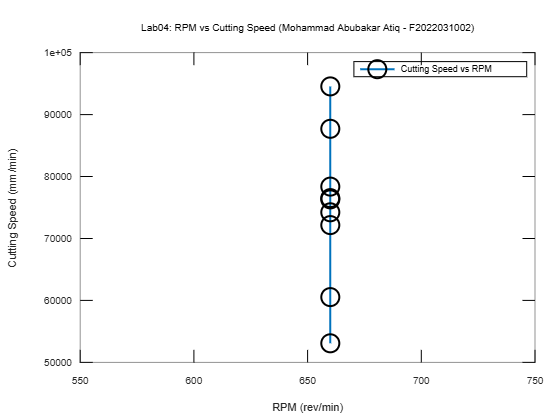 Lab04: RPM vs Cutting Speed (Mohammad Abubakar Atiq - F2022031002)
1e+05
Cutting Speed vs RPM
90000
80000
70000
60000
50000
Cutting Speed (mm/min)
550 600 650 700 750
RPM (rev/min)